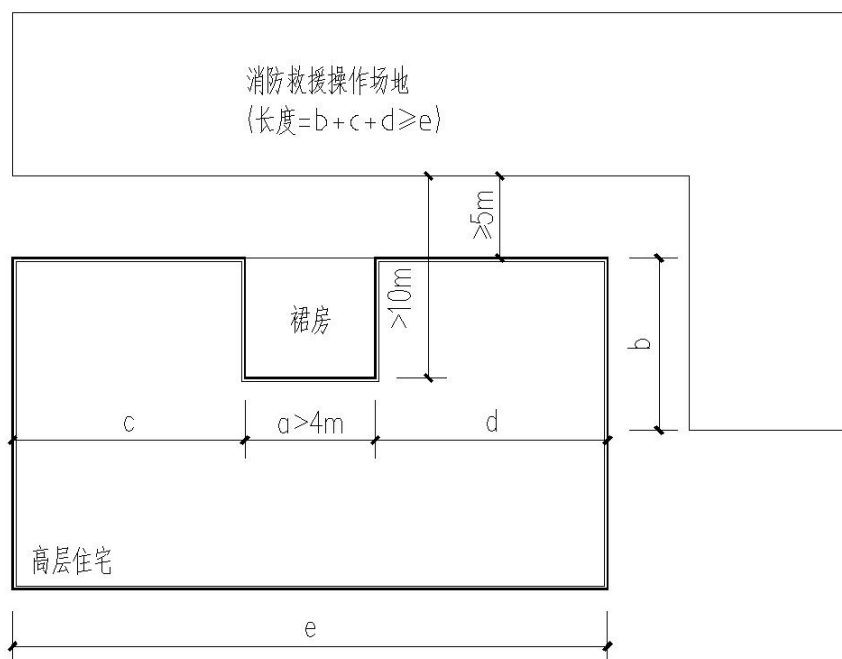 消防救援操作场地
(长度=b+c+d≥e)
≥5m
>10m
裙房
b
c
a>4m
d
高层住宅
e